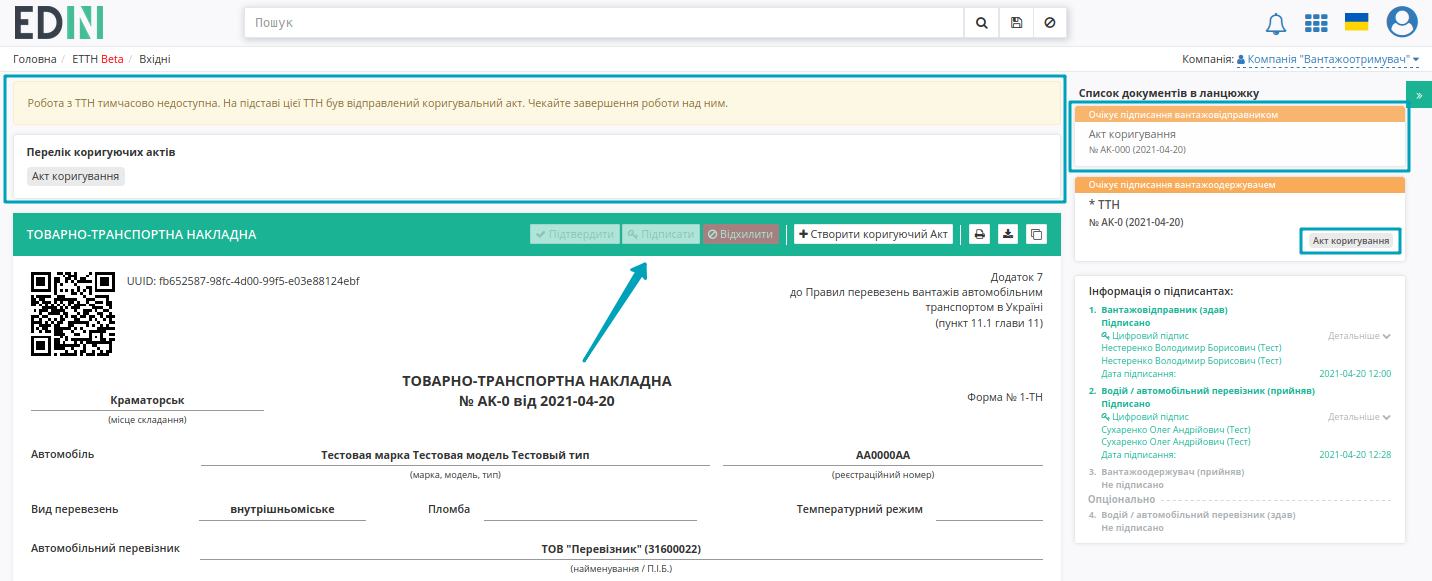 EDIN
Пошук
Головна / ЕТТН Beta / Вхідні
Компанія: Компанія "Вантажоотримувач"
Робота з ТТН тимчасово недоступна. На підставі цієї ТТН був відправлений коригувальний акт. Чекайте завершення роботи над ним.
Перелік коригуючих актів
Акт коригування
Список документів в ланцюжку
»
Очікує підписання вантажовідправником
Акт коригування
№ АК-000 (2021-04-20)
Очікує підписання вантажоодержувачем
* ТТН
№ АК-0 (2021-04-20)
Акт коригування
ТОВАРНО-ТРАНСПОРТНА НАКЛАДНА
Підтвердити
Підписати
Відхилити
Створити коригуючий Акт
UUID: fb652587-98fc-4d00-99f5-e03e88124ebf
Додаток 7
до Правил перевезень вантажів автомобільним
транспортом в Україні
(пункт 11.1 глави 11)
ТОВАРНО-ТРАНСПОРТНА НАКЛАДНА
№ АК-0 від 2021-04-20
Форма № 1-ТН
Краматорськ
(місце складання)
Автомобіль
Тестовая марка Тестовая модель Тестовый тип
(марка, модель, тип)
АА0000АА
(реєстраційний номер)
Вид перевезень
внутрішньоміське
Пломба
Температурний режим
Автомобільний перевізник
ТОВ "Перевізник" (31600022)
(найменування / П.І.Б.)
Інформація о підписантах:
1. Вантажовідправник (здав)
Підписано
Цифровий підпис
Детальніше
Нестеренко Володимир Борисович (Тест)
Нестеренко Володимир Борисович (Тест)
Дата підписання: 2021-04-20 12:00
2. Водій / автомобільний перевізник (прийняв)
Підписано
Цифровий підпис
Детальніше
Сухаренко Олег Андрійович (Тест)
Сухаренко Олег Андрійович (Тест)
Дата підписання: 2021-04-20 12:28
3. Вантажоодержувач (прийняв)
Не підписано
Опціонально
4. Водій / автомобільний перевізник (здав)
Не підписано